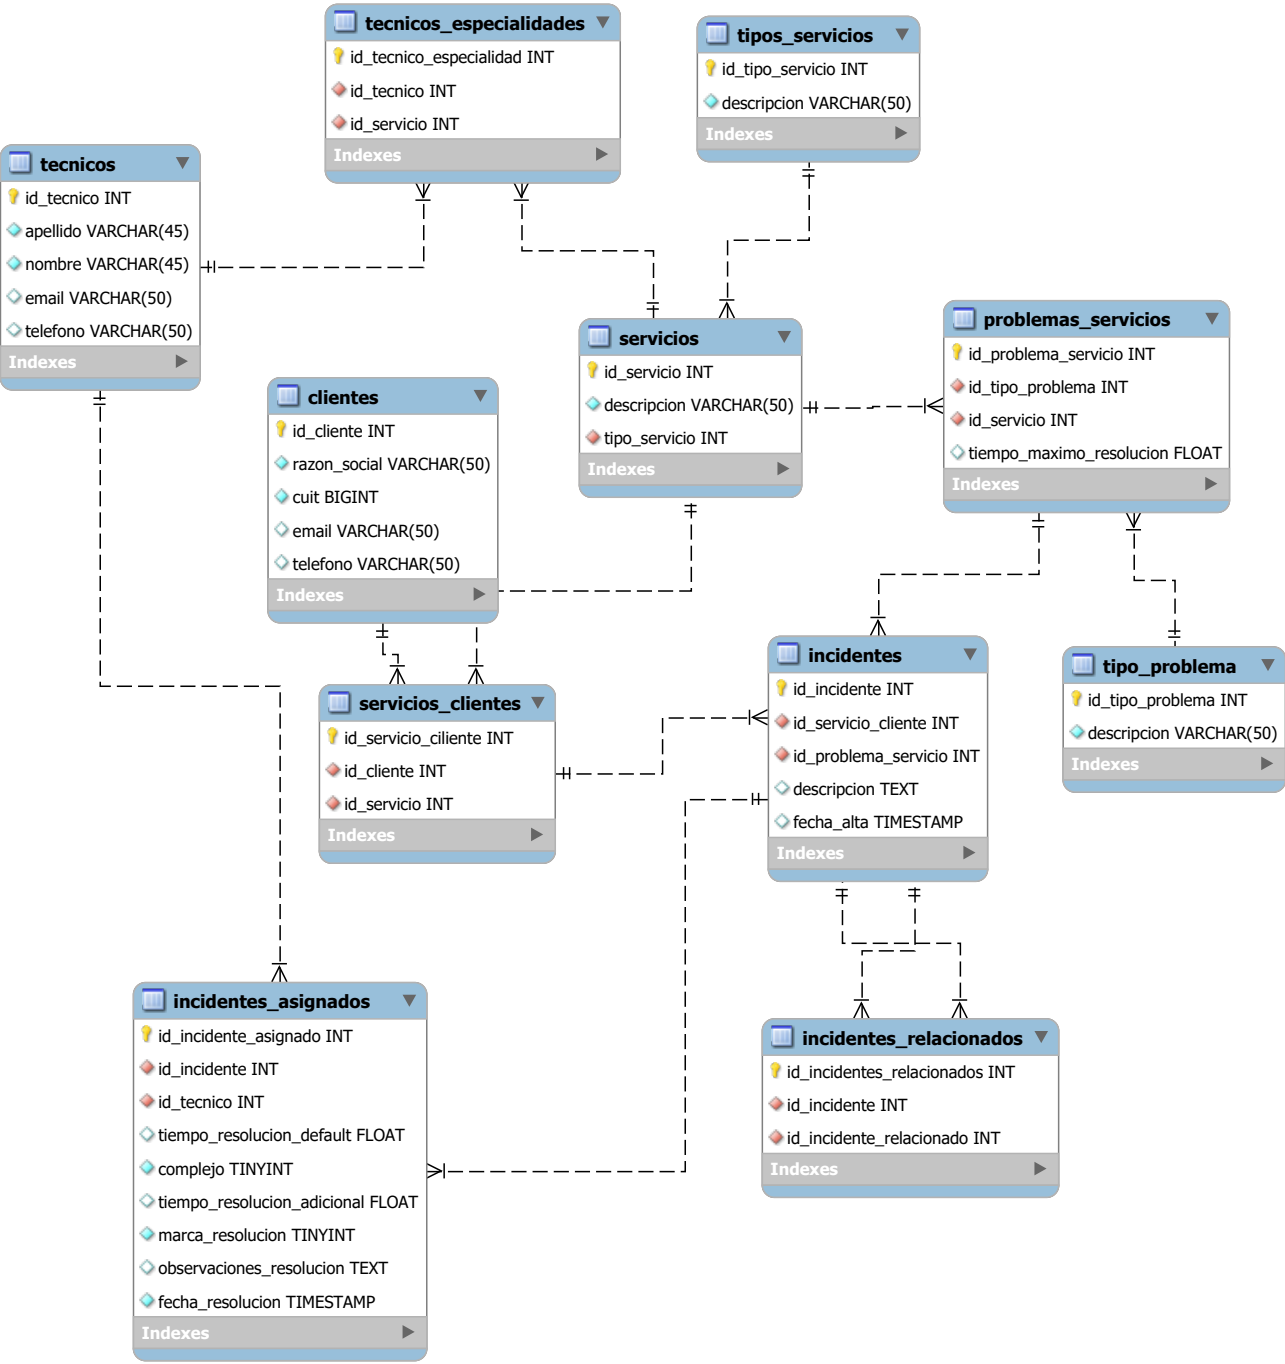 tecnicos_especialidades
id_tecnico_especialidad INT
id_tecnico INT
id_servicio INT
Indexes
tipos_servicios
id_tipo_servicio INT
descripcion VARCHAR(50)
Indexes
tecnicos
id_tecnico INT
apellido VARCHAR(45)
nombre VARCHAR(45)
email VARCHAR(50)
telefono VARCHAR(50)
Indexes
servicios
id_servicio INT
descripcion VARCHAR(50)
tipo_servicio INT
Indexes
problemas_servicios
id_problema_servicio INT
id_tipo_problema INT
id_servicio INT
tiempo_maximo_resolucion FLOAT
Indexes
clientes
id_cliente INT
razon_social VARCHAR(50)
cuit BIGINT
email VARCHAR(50)
telefono VARCHAR(50)
Indexes
incidentes
id_incidente INT
id_servicio_cliente INT
id_problema_servicio INT
descripcion TEXT
fecha_alta TIMESTAMP
Indexes
tipo_problema
id_tipo_problema INT
descripcion VARCHAR(50)
Indexes
servicios_clientes
id_servicio_ciliente INT
id_cliente INT
id_servicio INT
Indexes
incidentes_asignados
id_incidente_asignado INT
id_incidente INT
id_tecnico INT
tiempo_resolucion_default FLOAT
complejo TINYINT
tiempo_resolucion_adicional FLOAT
marca_resolucion TINYINT
observaciones_resolucion TEXT
fecha_resolucion TIMESTAMP
Indexes
incidentes_relacionados
id_incidentes_relacionados INT
id_incidente INT
id_incidente_relacionado INT
Indexes